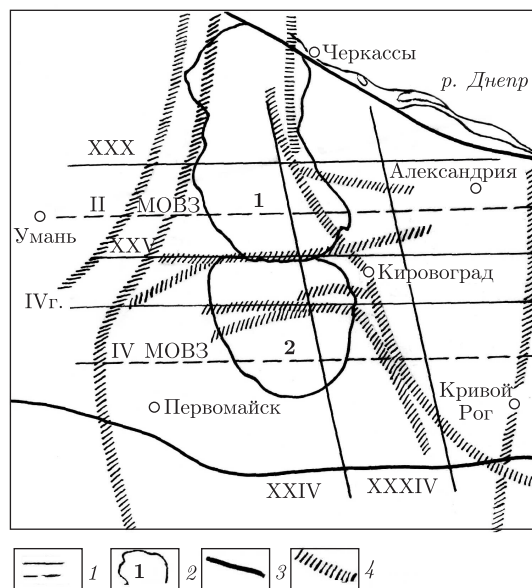 Черкассы
р. Днепр
XXX
Александрия
II МОВЗ
1
Умань
XXV
Кировоград
IVг.
IV МОВЗ
2
Первомайск
Кривой
Рог
XXIV
XXXIV
1
1
2
3
4